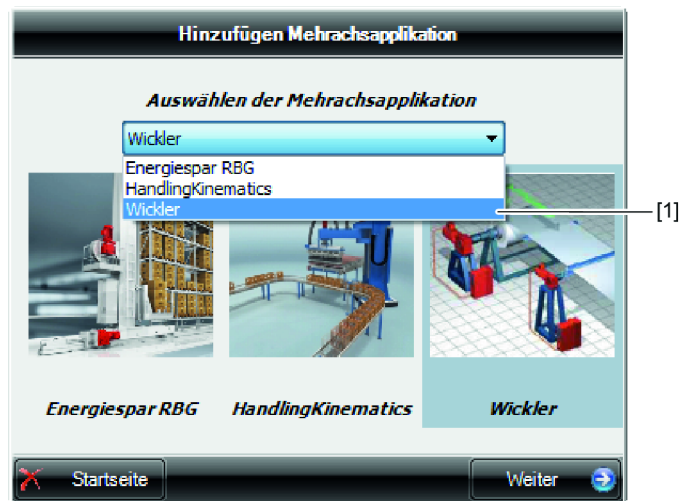 Hinzufügen Mehrachsapplikation
Auswählen der Mehrachsapplikation
Wickler
Energiespar RBG
HandlingKinematics
Wickler
[1]
Energiespar RBG HandlingKinematics Wickler
Startseite Weiter